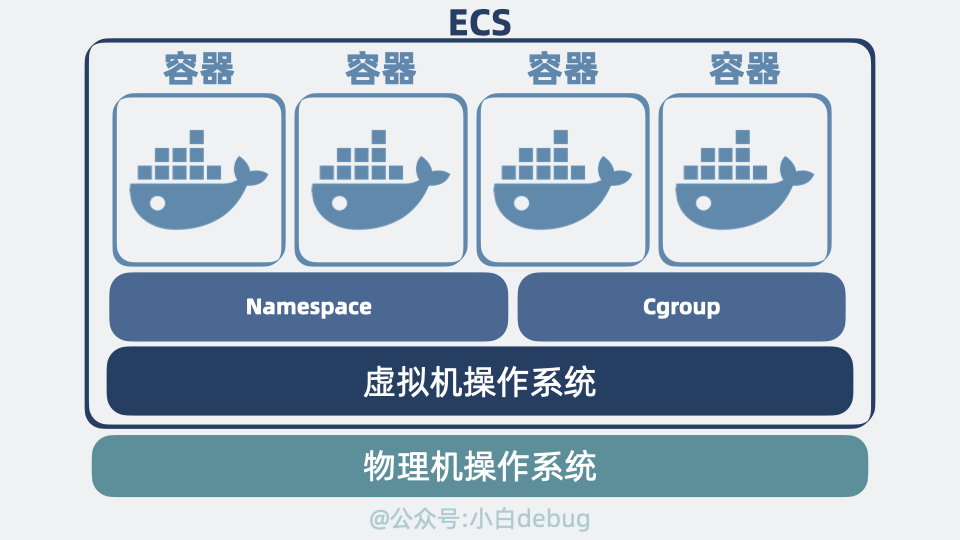 ECS
容器 容器 容器 容器
Namespace Cgroup
虚拟机操作系统
物理机操作系统
@公众号:小白debug